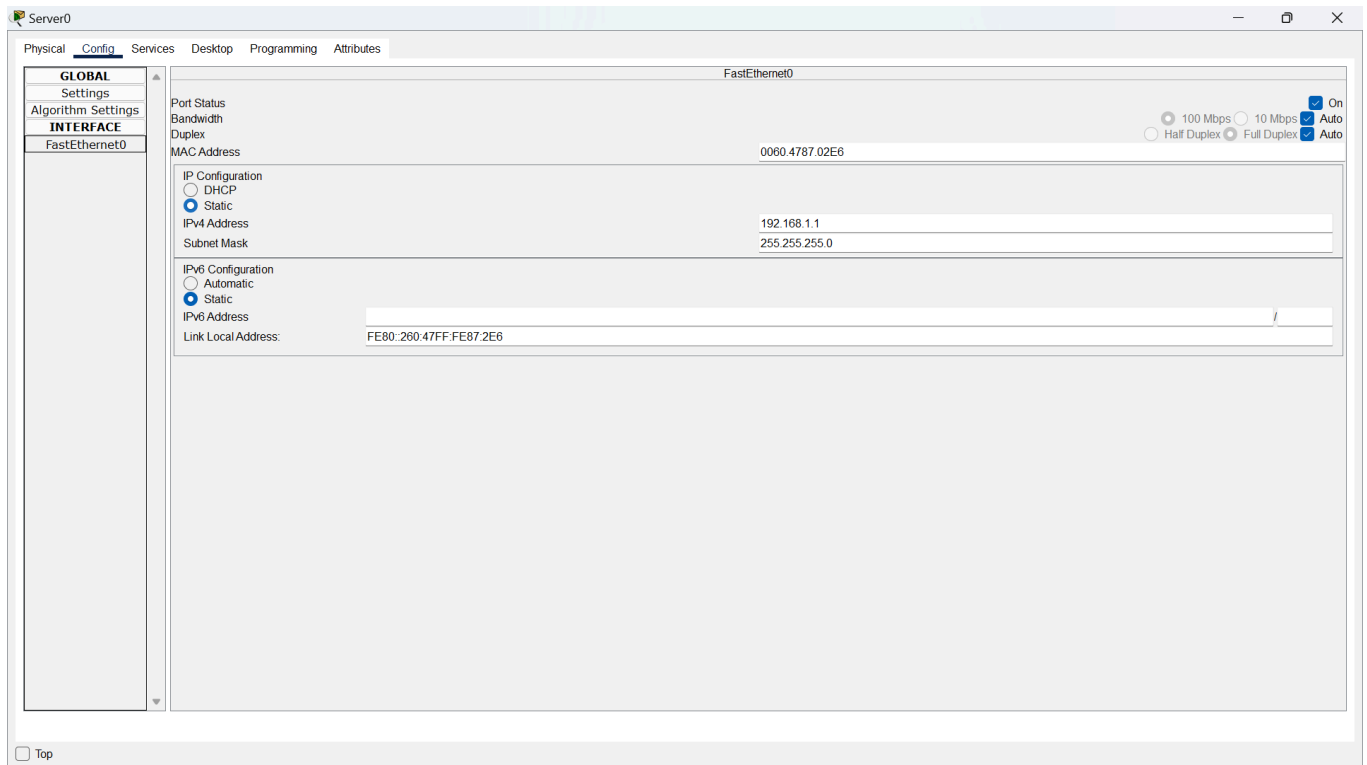 Server0
Physical Config Services Desktop Programming Attributes
GLOBAL
Settings
Algorithm Settings
INTERFACE
FastEthernet0
FastEthernet0
Port Status On
Bandwidth 100 Mbps 10 Mbps Auto
Duplex Half Duplex Full Duplex Auto
MAC Address 0060.4787.02E6
IP Configuration
DHCP
Static
IPv4 Address 192.168.1.1
Subnet Mask 255.255.255.0
IPv6 Configuration
Automatic
Static
IPv6 Address /
Link Local Address: FE80::260:47FF:FE87:2E6
Top